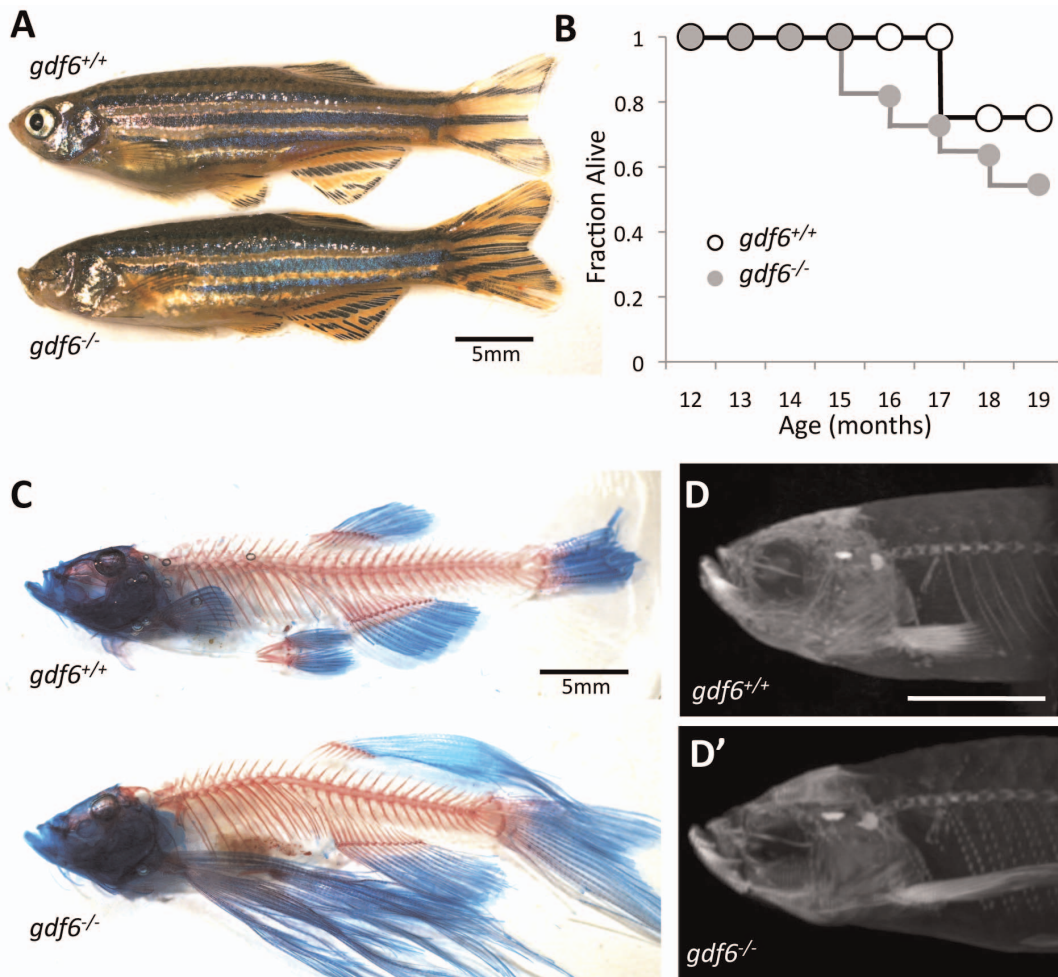 A
gdf6+/+
gdf6-/-
5mm
B
Fraction Alive
1
0.8
0.6
0.4
0.2
0
gdf6+/+
gdf6-/-
12 13 14 15 16 17 18 19
Age (months)
C
gdf6+/+
5mm
gdf6-/-
D
gdf6+/+
D'
gdf6-/-